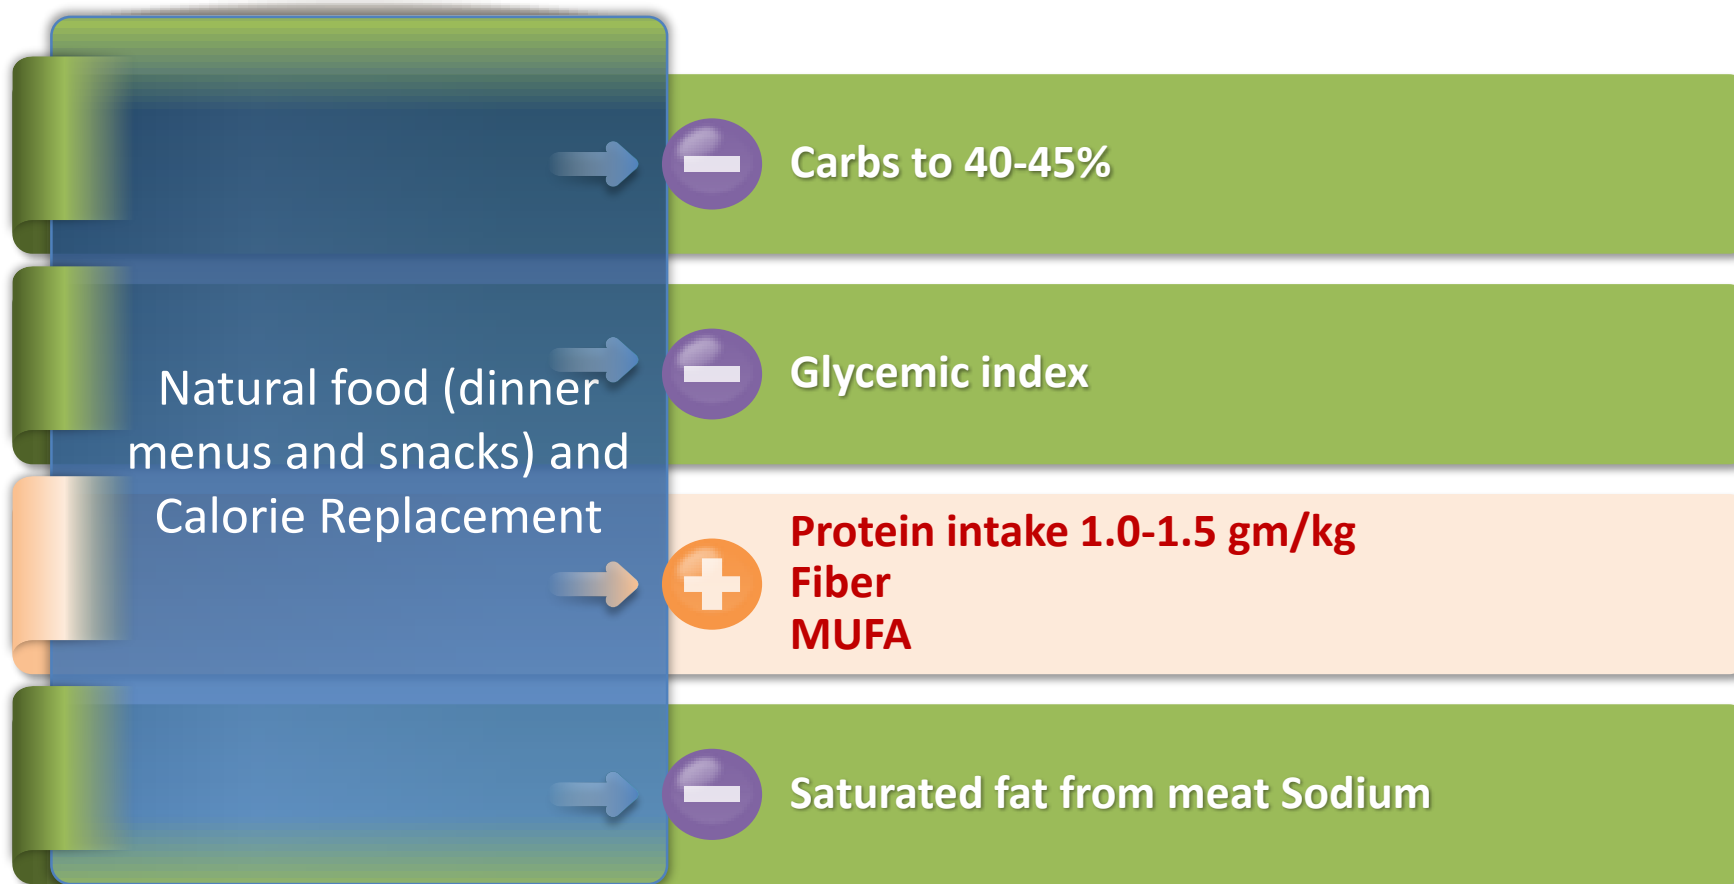 Natural food (dinner
menus and snacks) and
Calorie Replacement
Carbs to 40-45%
Glycemic index
Protein intake 1.0-1.5 gm/kg
Fiber
MUFA
Saturated fat from meat Sodium